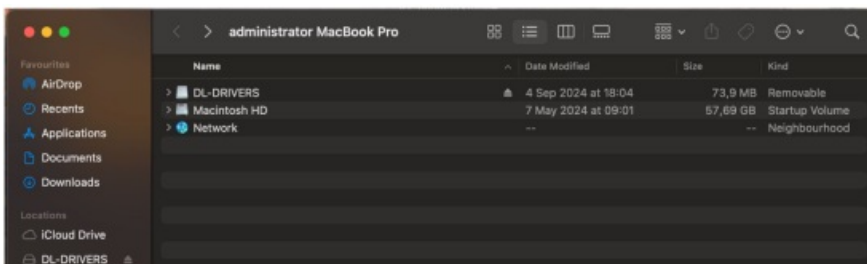 administrator MacBook Pro
Favourites
AirDrop
Recents
Applications
Documents
Downloads
Locations
iCloud Drive
DL-DRIVERS
Name Date Modified Size Kind
DL-DRIVERS 4 Sep 2024 at 18:04 73,9 MB Removable
Macintosh HD 7 May 2024 at 09:01 57,69 GB Startup Volume
Network -- -- Neighbourhood